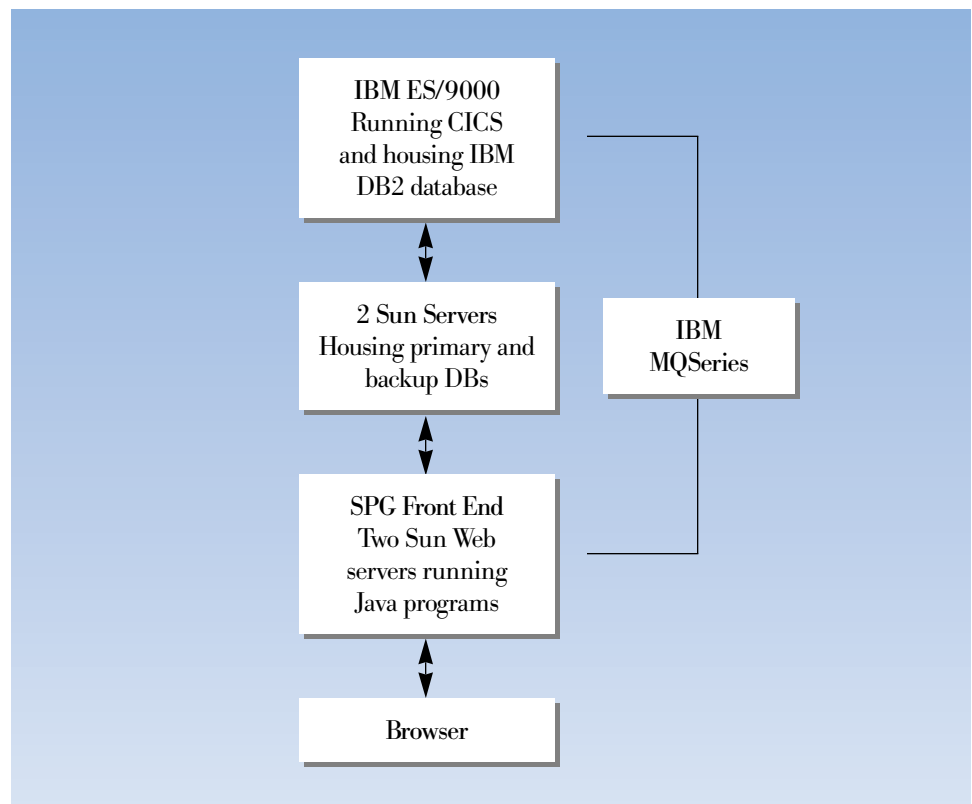 IBM ES/9000
Running CICS
and housing IBM
DB2 database
2 Sun Servers
Housing primary and
backup DBs
IBM
MQSeries
SPG Front End
Two Sun Web
servers running
Java programs
Browser